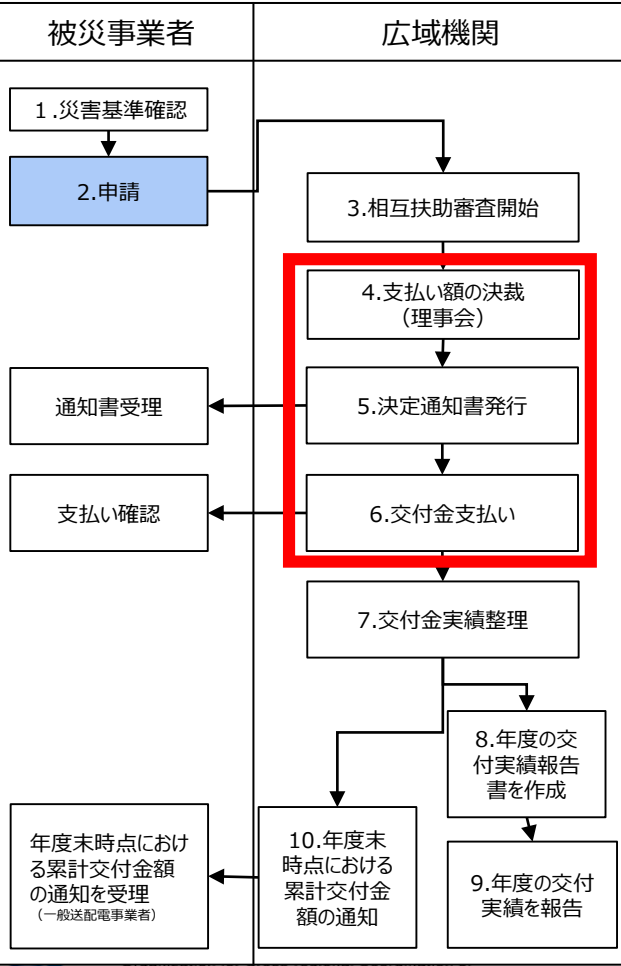 被災事業者
広域機関
1.災害基準確認
2.申請
3.相互扶助審査開始
4.支払い額の決裁
（理事会）
通知書受理
5.決定通知書発行
支払い確認
6.交付金支払い
7.交付金実績整理
8.年度の交
付実績報告
書を作成
年度末時点におけ
る累計交付金額
の通知を受理
（一般送配電事業者）
10.年度末
時点における
累計交付金
額の通知
9.年度の交付
実績を報告